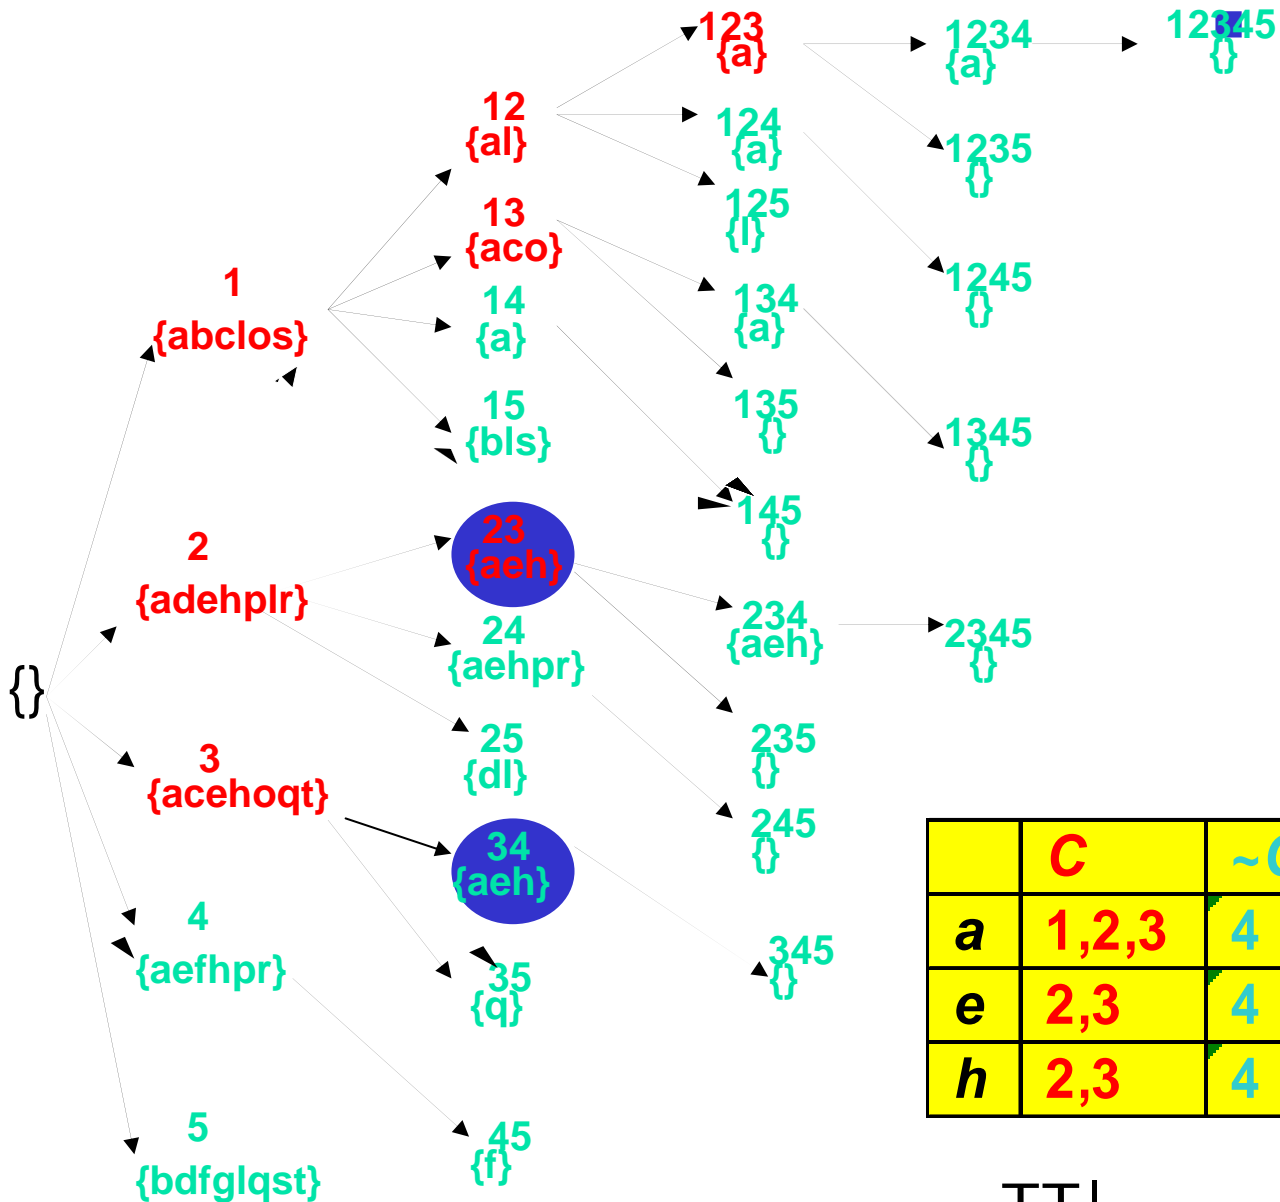 {}
1
{abclos}
2
{adehplr}
3
{acehoqt}
4
{aefhpr}
5
{bdfglqst}
12
{al}
13
{aco}
14
{a}
15
{bls}
23
{aeh}
24
{aehpr}
25
{dl}
34
{aeh}
35
{q}
45
{f}
123
{a}
124
{a}
125
{l}
134
{a}
135
{}
145
{}
234
{aeh}
235
{}
245
{}
345
{}
1234
{a}
1235
{}
1245
{}
1345
{}
2345
{}
12345
{}
C ~C
a 1,2,3 4
e 2,3 4
h 2,3 4